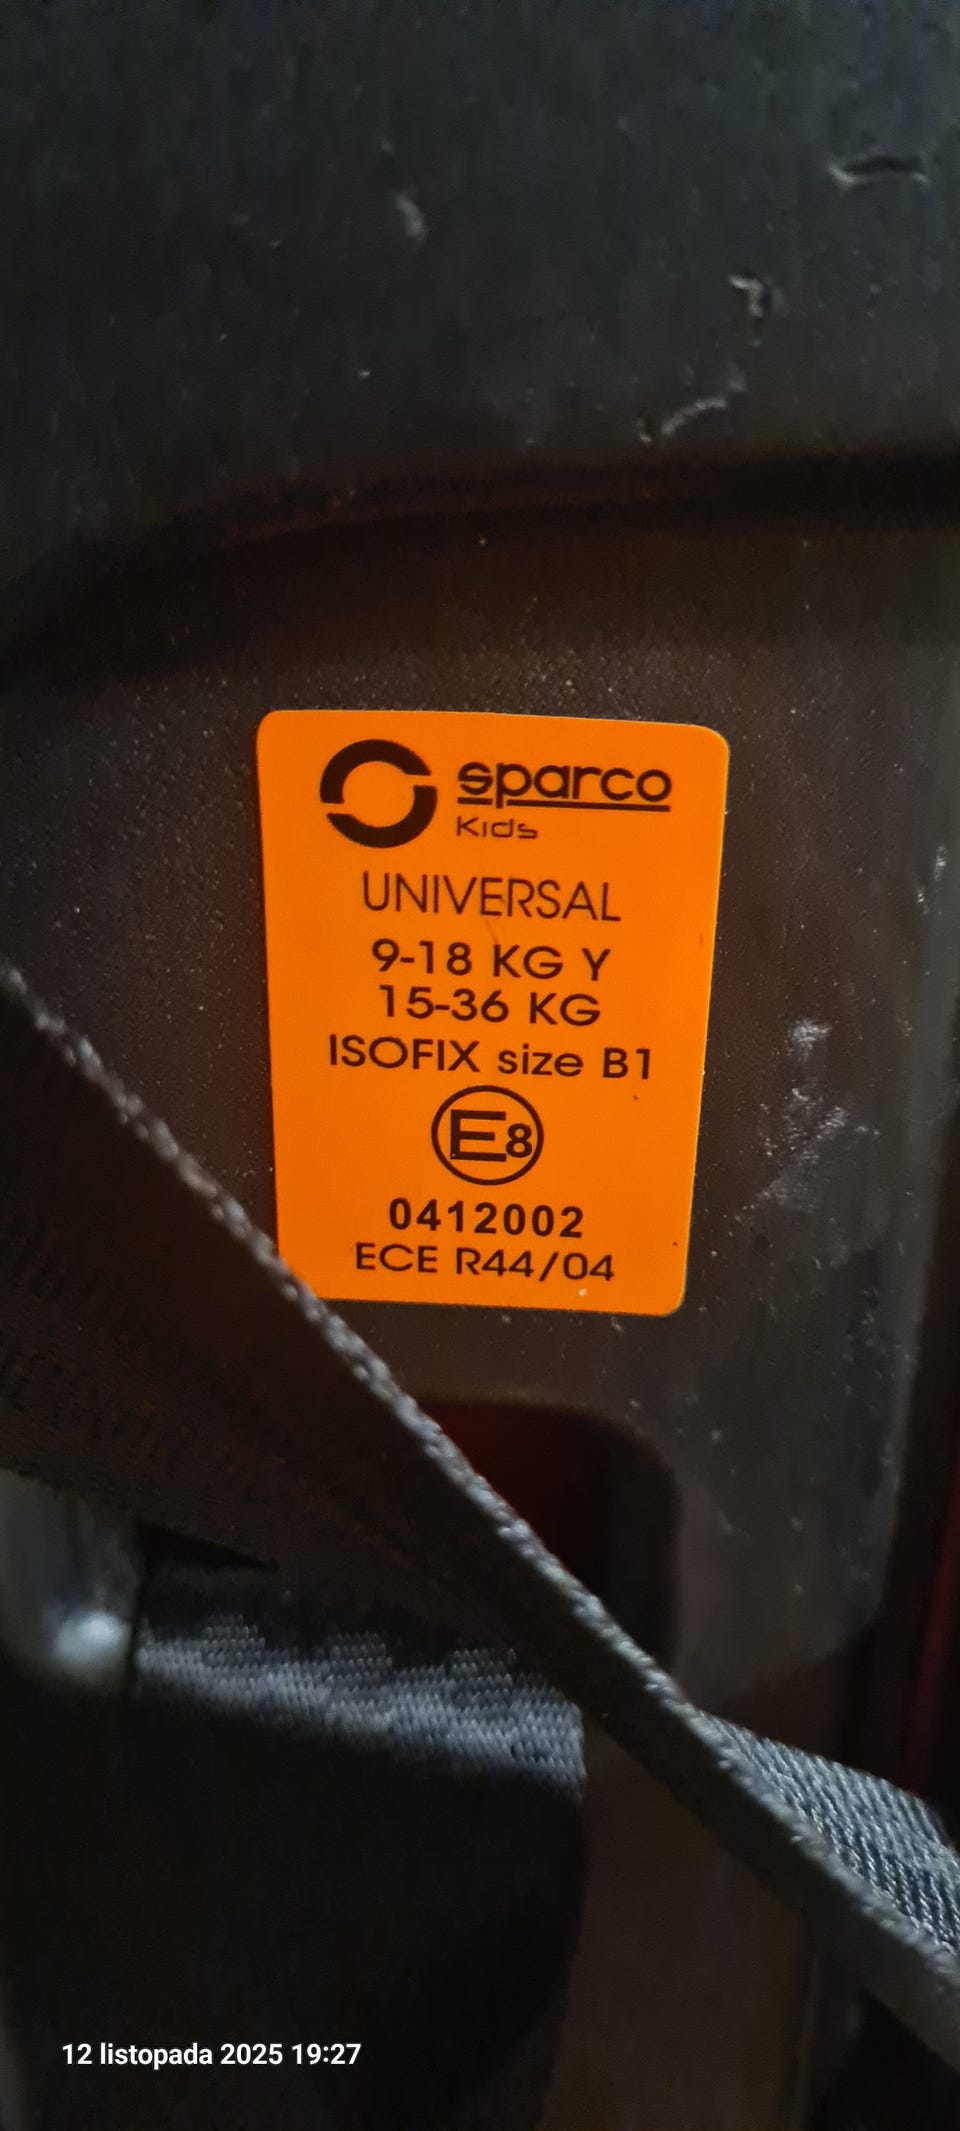 sparco
Kids
UNIVERSAL
9-18 KG Y
15-36 KG
ISOFIX size B1
E8
0412002
ECE R44/04
12 listopada 2025 19:27